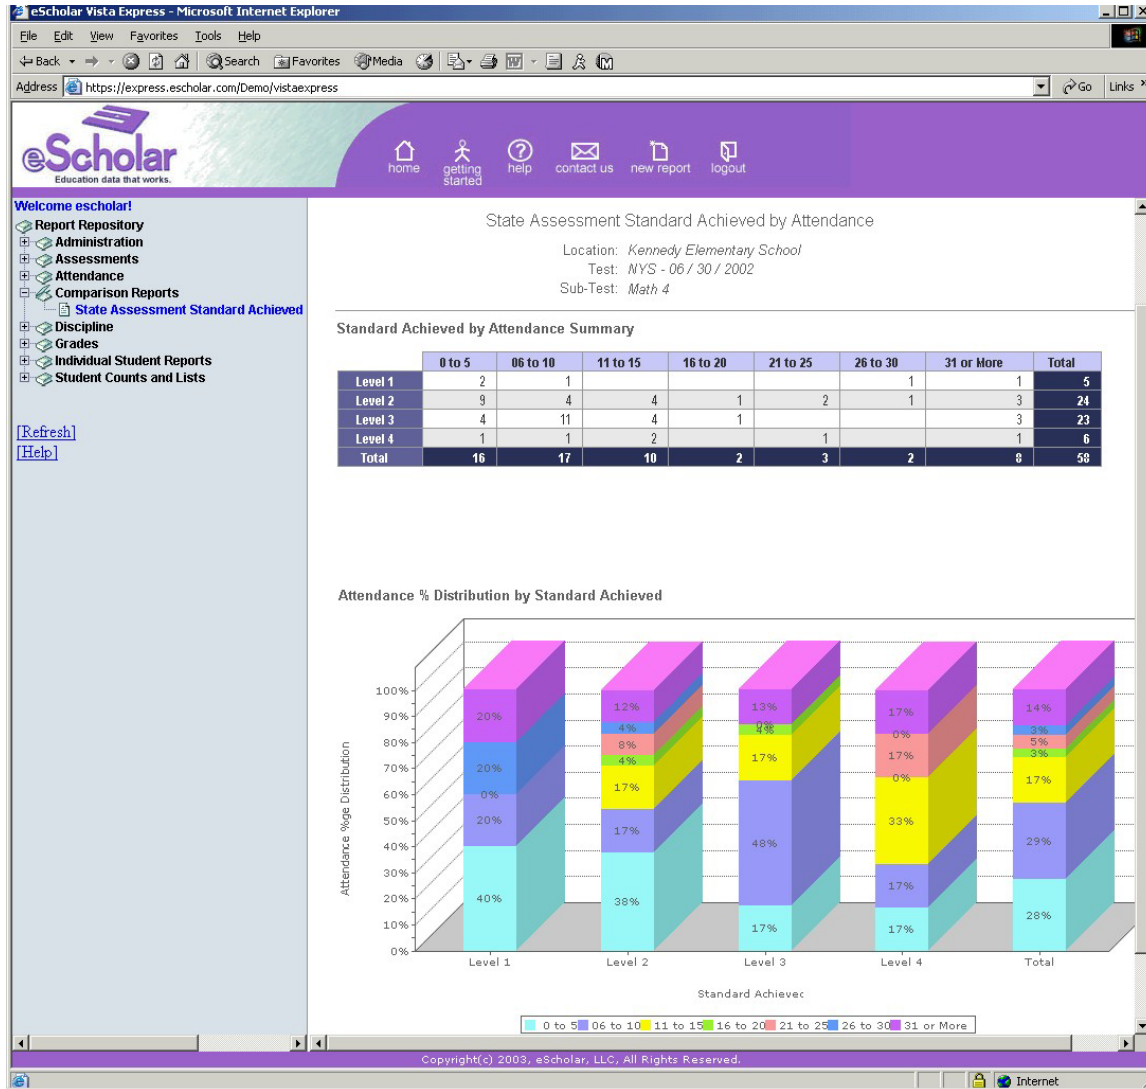 eScholar Vista Express - Microsoft Internet Explorer
File Edit View Favorites Tools Help
Back Search Favorites Media
Address https://express.escholar.com/Demo/vistaexpress Go Links »
eScholar
Education data that works.
home getting started help contact us new report logout
Welcome escholar!
Report Repository
Administration
Assessments
Attendance
Comparison Reports
State Assessment Standard Achieved
Discipline
Grades
Individual Student Reports
Student Counts and Lists
[Refresh]
[Help]
State Assessment Standard Achieved by Attendance
Location: Kennedy Elementary School
Test: NYS - 06 / 30 / 2002
Sub-Test: Math 4
Standard Achieved by Attendance Summary
0 to 5 06 to 10 11 to 15 16 to 20 21 to 25 26 to 30 31 or More Total
Level 1 2 1 1 1 5
Level 2 9 4 4 1 2 1 3 24
Level 3 4 11 4 1 3 23
Level 4 1 1 2 1 1 6
Total 16 17 10 2 3 2 8 58
Attendance % Distribution by Standard Achieved
Attendance %ge Distribution
100%
90%
80%
70%
60%
50%
40%
30%
20%
10%
0%
20%
20%
0%
20%
40%
12%
4%
8%
4%
17%
17%
38%
13%
0%
4%
17%
48%
17%
17%
0%
17%
0%
33%
17%
17%
14%
3%
5%
3%
17%
29%
28%
Level 1 Level 2 Level 3 Level 4 Total
Standard Achievec
0 to 5 06 to 10 11 to 15 16 to 20 21 to 25 26 to 30 31 or More
Copyright(c) 2003, eScholar, LLC, All Rights Reserved.
Internet